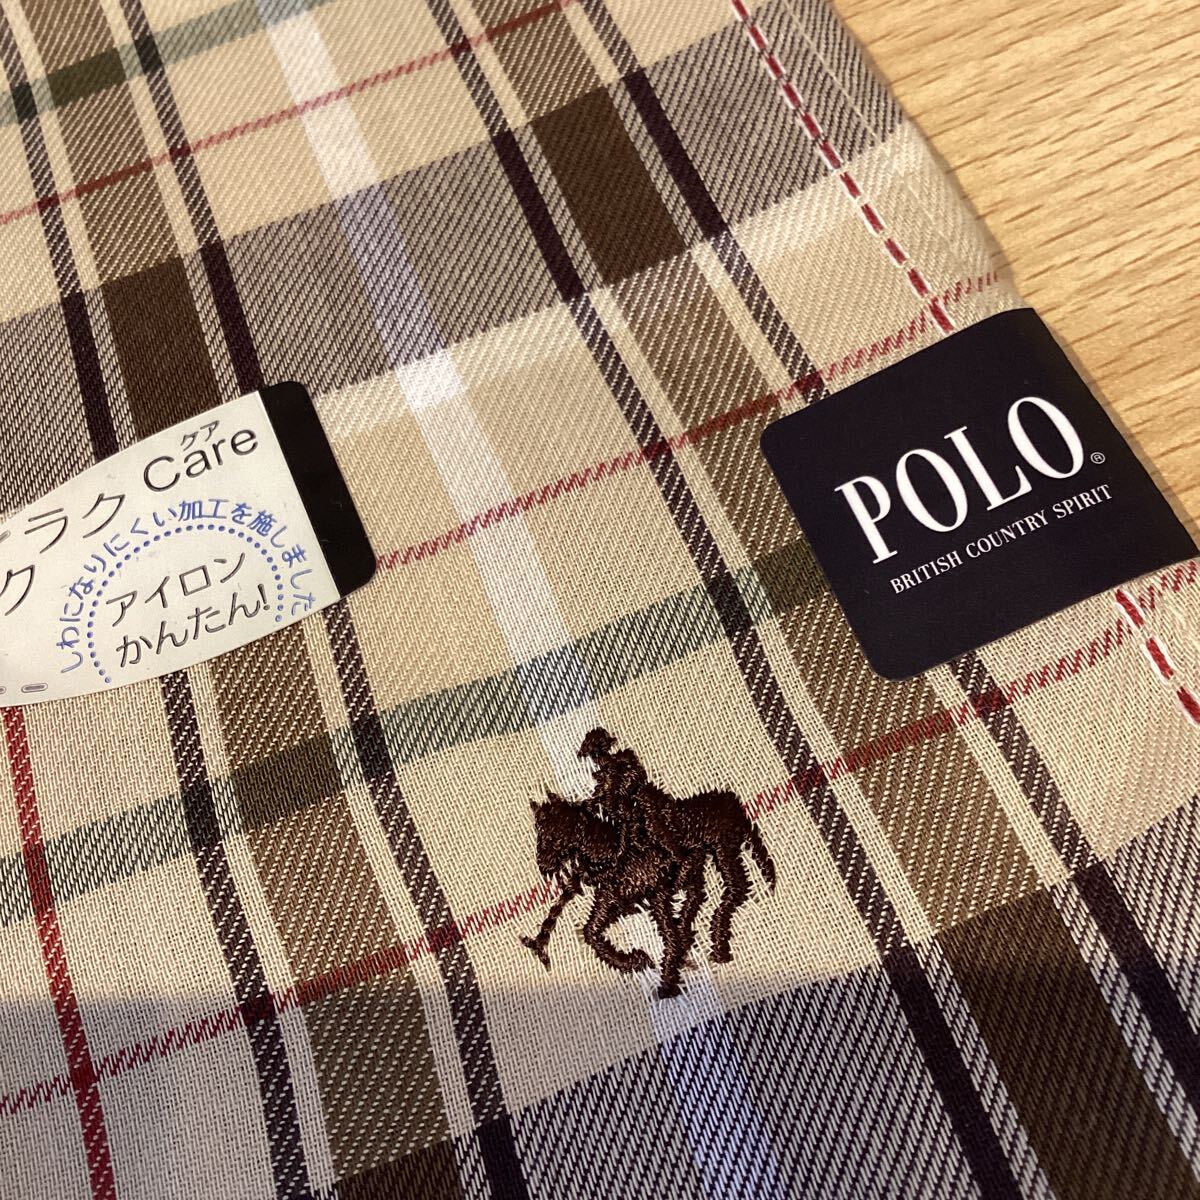 ラク Care
ケア
ク
しわになりにくい加工を施しました。
アイロン
かんたん!
POLO®
BRITISH COUNTRY SPIRIT